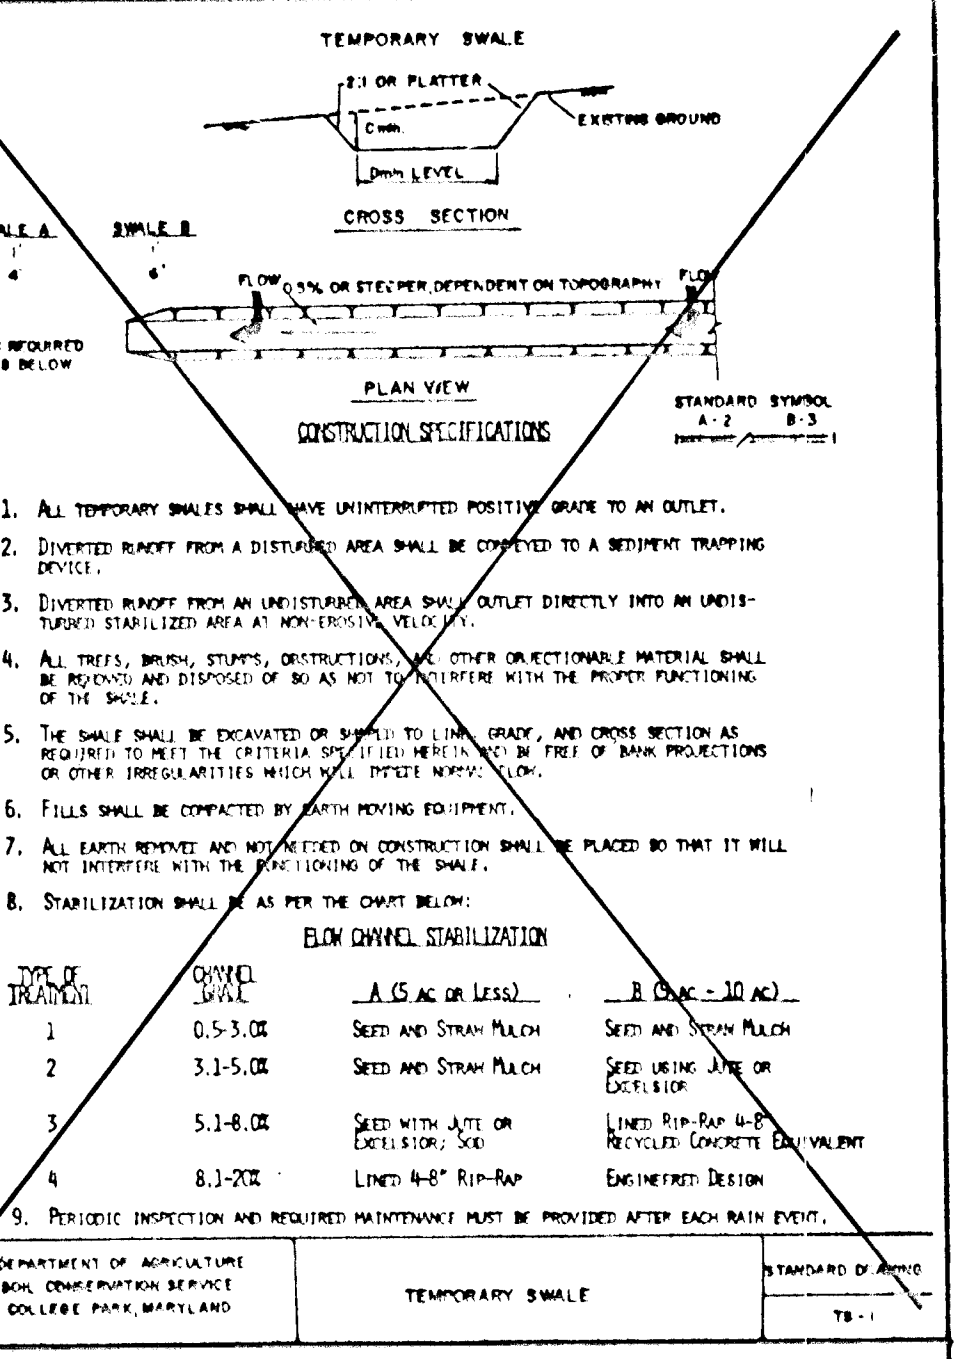 TEMPORARY SWALE
2:1 OR FLATTER
EXISTING GROUND
C min.
D min LEVEL
CROSS SECTION
ALE A SWALE B
1' 1'
4' 6'
FLOW 0.5% OR STEEPER, DEPENDENT ON TOPOGRAPHY FLOW
REQUIRED
B BELOW
PLAN VIEW
STANDARD SYMBOL
A-2 B-3
CONSTRUCTION SPECIFICATIONS
1. ALL TEMPORARY SWALES SHALL HAVE UNINTERRUPTED POSITIVE GRADE TO AN OUTLET.
2. DIVERTED RUNOFF FROM A DISTURBED AREA SHALL BE CONVEYED TO A SEDIMENT TRAPPING
DEVICE.
3. DIVERTED RUNOFF FROM AN UNDISTURBED AREA SHALL OUTLET DIRECTLY INTO AN UNDIS-
TURBED STABILIZED AREA AT NON-EROSIVE VELOCITY.
4. ALL TREES, BRUSH, STUMPS, OBSTRUCTIONS, AND OTHER OBJECTIONABLE MATERIAL SHALL
BE REMOVED AND DISPOSED OF SO AS NOT TO INTERFERE WITH THE PROPER FUNCTIONING
OF THE SWALE.
5. THE SWALE SHALL BE EXCAVATED OR SHAPED TO LINE, GRADE, AND CROSS SECTION AS
REQUIRED TO MEET THE CRITERIA SPECIFIED HEREIN AND BE FREE OF BANK PROJECTIONS
OR OTHER IRREGULARITIES WHICH WILL IMPEDE NORMAL FLOW.
6. FILLS SHALL BE COMPACTED BY EARTH MOVING EQUIPMENT.
7. ALL EARTH REMOVED AND NOT NEEDED ON CONSTRUCTION SHALL BE PLACED SO THAT IT WILL
NOT INTERFERE WITH THE FUNCTIONING OF THE SWALE.
8. STABILIZATION SHALL BE AS PER THE CHART BELOW:
FLOW CHANNEL STABILIZATION
TYPE OF CHANNEL
TREATMENT GRADE A (5 AC OR LESS) B (5 AC - 10 AC)
1 0.5-3.0% SEED AND STRAW MULCH SEED AND STRAW MULCH
2 3.1-5.0% SEED AND STRAW MULCH SEED USING JUTE OR
EXCELSIOR
3 5.1-8.0% SEED WITH JUTE OR LINED RIP-RAP 4-8"
EXCELSIOR; SOD RECYCLED CONCRETE EQUIVALENT
4 8.1-20% LINED 4-8" RIP-RAP ENGINEERED DESIGN
9. PERIODIC INSPECTION AND REQUIRED MAINTENANCE MUST BE PROVIDED AFTER EACH RAIN EVENT.
DEPARTMENT OF AGRICULTURE
SOIL CONSERVATION SERVICE
COLLEGE PARK, MARYLAND
TEMPORARY SWALE
STANDARD DRAWING
TS-1